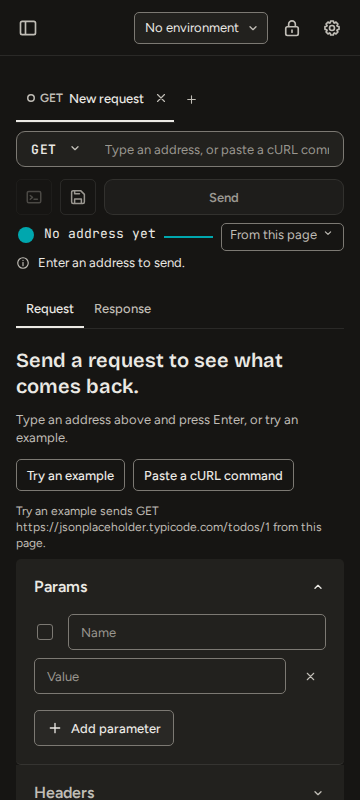 No environment
GET New request
GET Type an address, or paste a cURL comm
Send
No address yet From this page
Enter an address to send.
Request Response
Send a request to see what
comes back.
Type an address above and press Enter, or try an
example.
Try an example Paste a cURL command
Try an example sends GET
https://jsonplaceholder.typicode.com/todos/1 from this
page.
Params
Name
Value
Add parameter
Headers